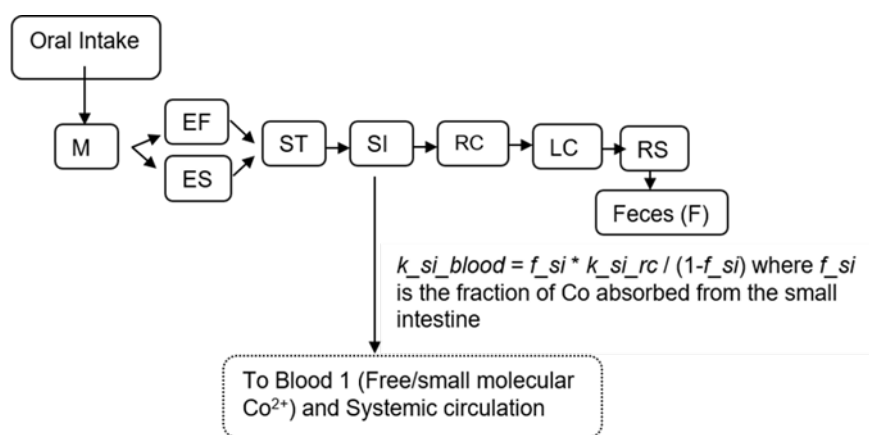 Oral Intake
M
EF
ES
ST
SI
RC
LC
RS
Feces (F)
k_si_blood = f_si * k_si_rc / (1-f_si) where f_si
is the fraction of Co absorbed from the small
intestine
To Blood 1 (Free/small molecular
Co²⁺) and Systemic circulation